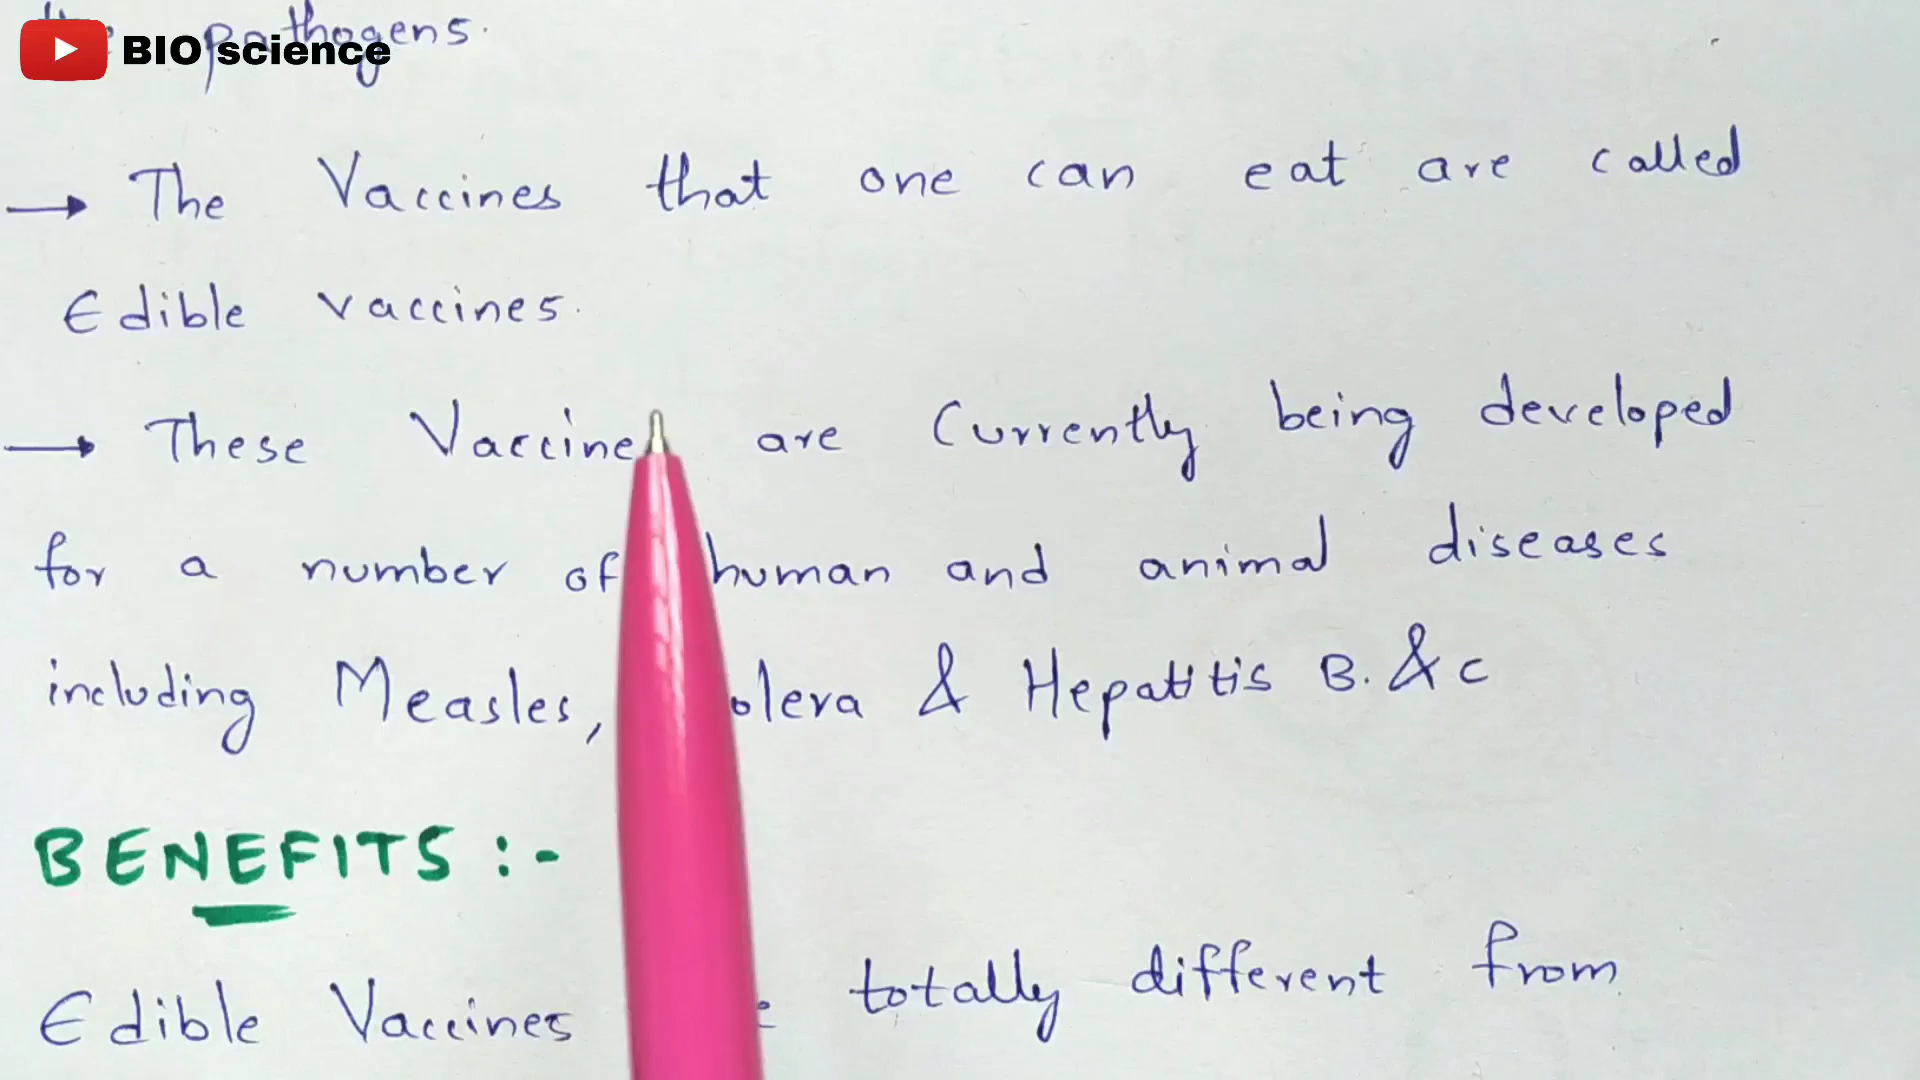 pathogens.
BIO science
→ The Vaccines that one can eat are called
Edible vaccines.
→ These Vaccine are Currently being developed
for a number of human and animal diseases
including Measles, olera & Hepatitis B. & C
BENEFITS :-
Edible Vaccines totally different from